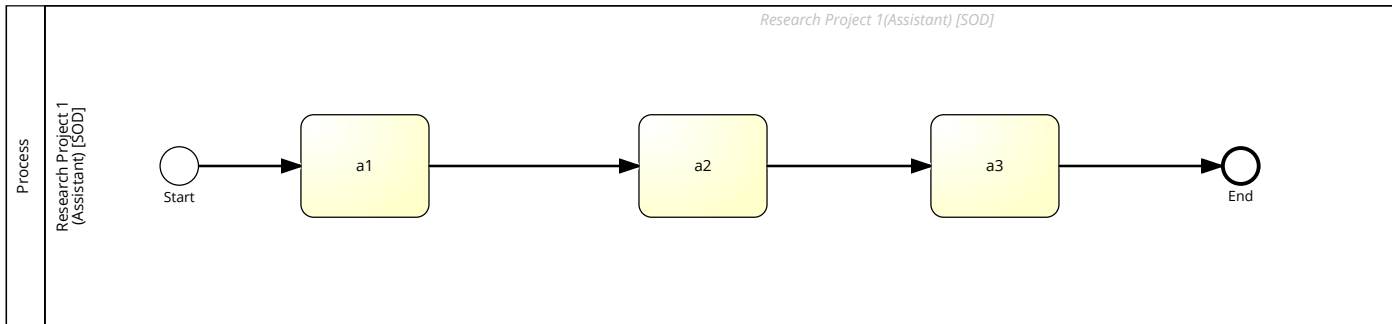 Research Project 1(Assistant) [SOD]
Process
Research Project 1
(Assistant) [SOD]
Start
a1
a2
a3
End